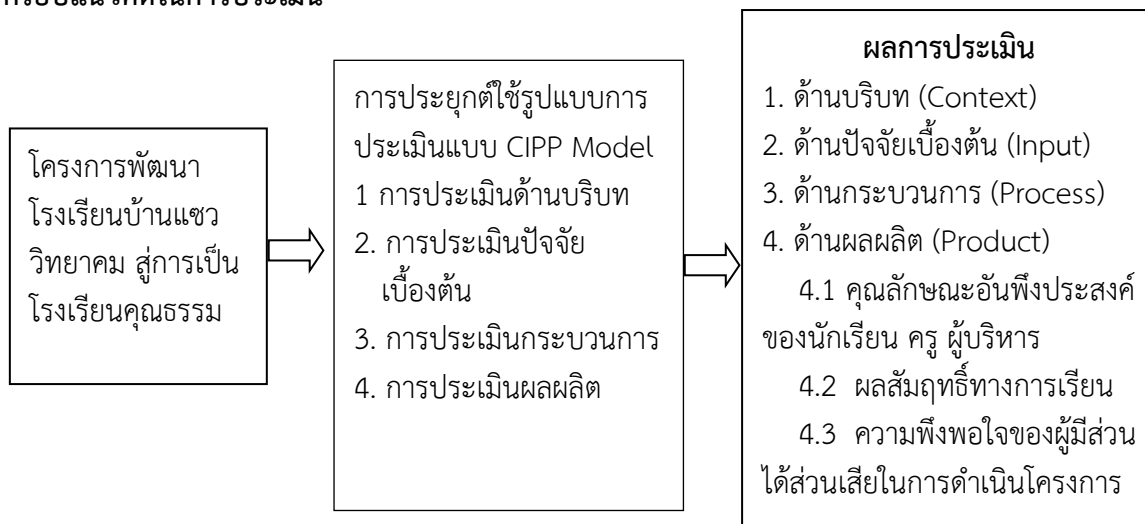 โครงการพัฒนา
โรงเรียนบ้านแซว
วิทยาคม สู่การเป็น
โรงเรียนคุณธรรม
การประยุกต์ใช้รูปแบบการ
ประเมินแบบ CIPP Model
1 การประเมินด้านบริบท
2. การประเมินปัจจัย
เบื้องต้น
3. การประเมินกระบวนการ
4. การประเมินผลผลิต
ผลการประเมิน
1. ด้านบริบท (Context)
2. ด้านปัจจัยเบื้องต้น (Input)
3. ด้านกระบวนการ (Process)
4. ด้านผลผลิต (Product)
4.1 คุณลักษณะอันพึงประสงค์
ของนักเรียน ครู ผู้บริหาร
4.2 ผลสัมฤทธิ์ทางการเรียน
4.3 ความพึงพอใจของผู้มีส่วน
ได้ส่วนเสียในการดำเนินโครงการ